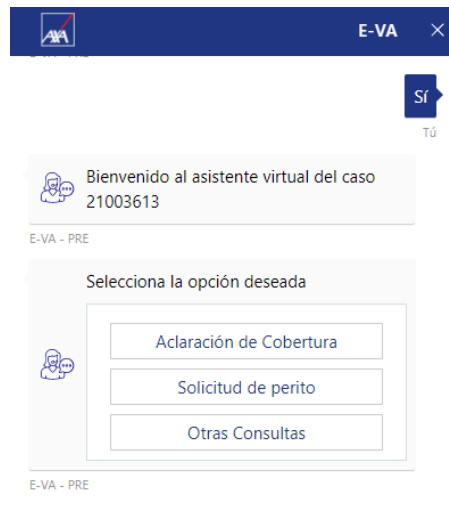 AXA
E-VA
Sí
Tú
Bienvenido al asistente virtual del caso
21003613
E-VA - PRE
Selecciona la opción deseada
Aclaración de Cobertura
Solicitud de perito
Otras Consultas
E-VA - PRE